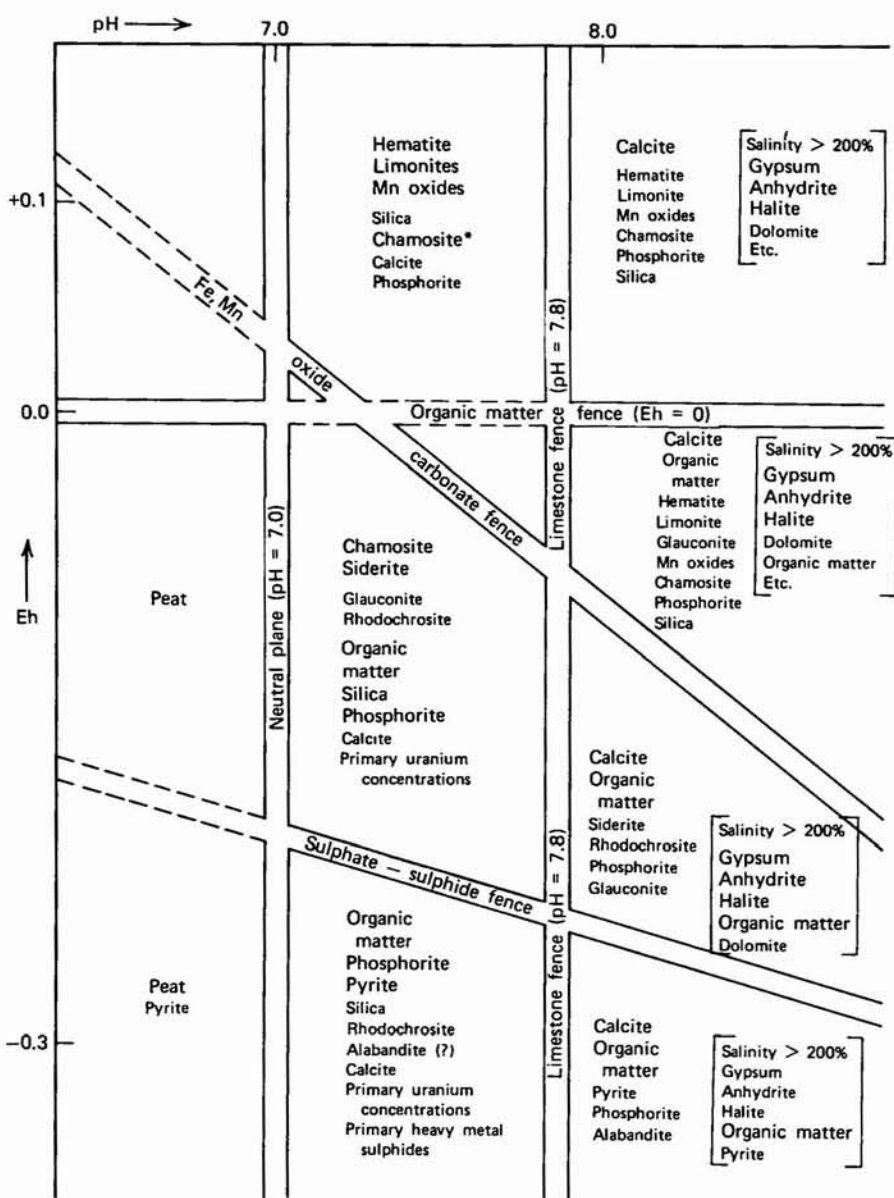 pH
7.0
8.0
+0.1
0.0
Eh
−0.3
Fe, Mn
oxide
carbonate fence
Organic matter fence (Eh = 0)
Neutral plane (pH = 7.0)
Limestone fence (pH = 7.8)
Limestone fence (pH = 7.8)
Sulphate — sulphide fence
Hematite
Limonites
Mn oxides
Silica
Chamosite*
Calcite
Phosphorite
Calcite
Hematite
Limonite
Mn oxides
Chamosite
Phosphorite
Silica
Salinity > 200%
Gypsum
Anhydrite
Halite
Dolomite
Etc.
Calcite
Organic
matter
Hematite
Limonite
Glauconite
Mn oxides
Chamosite
Phosphorite
Silica
Salinity > 200%
Gypsum
Anhydrite
Halite
Dolomite
Organic matter
Etc.
Peat
Chamosite
Siderite
Glauconite
Rhodochrosite
Organic
matter
Silica
Phosphorite
Calcite
Primary uranium
concentrations
Calcite
Organic
matter
Siderite
Rhodochrosite
Phosphorite
Glauconite
Salinity > 200%
Gypsum
Anhydrite
Halite
Organic matter
Dolomite
Peat
Pyrite
Organic
matter
Phosphorite
Pyrite
Silica
Rhodochrosite
Alabandite (?)
Calcite
Primary uranium
concentrations
Primary heavy metal
sulphides
Calcite
Organic
matter
Pyrite
Phosphorite
Alabandite
Salinity > 200%
Gypsum
Anhydrite
Halite
Organic matter
Pyrite